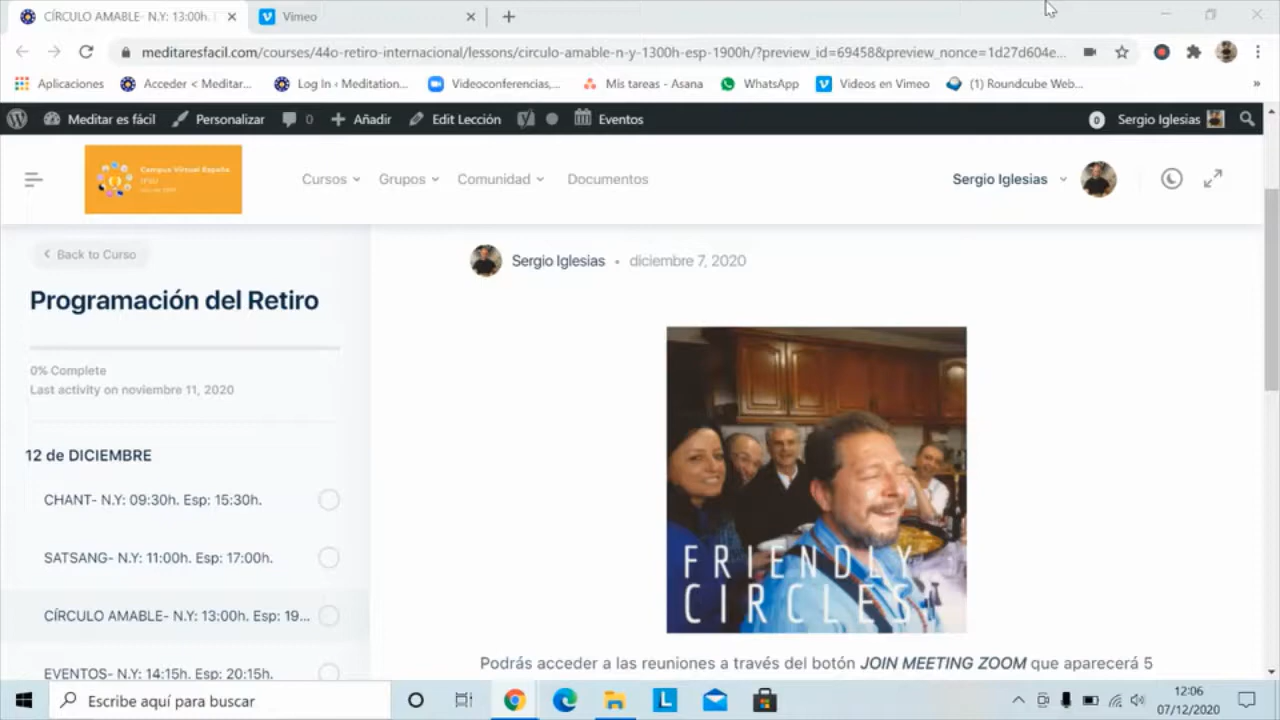 CÍRCULO AMABLE- N.Y: 13:00h.
Vimeo
meditaresfacil.com/courses/44o-retiro-internacional/lessons/circulo-amable-n-y-1300h-esp-1900h/?preview_id=69458&preview_nonce=1d27d604e...
Aplicaciones
Acceder < Meditar...
Log In ‹ Meditation...
Videoconferencias,...
Mis tareas - Asana
WhatsApp
Videos en Vimeo
(1) Roundcube Web...
»
Meditar es fácil
Personalizar
0
Añadir
Editar Lección
Eventos
0
Sergio Iglesias
Campus Virtual España
Cursos
Grupos
Comunidad
Documentos
Sergio Iglesias
Back to Curso
Programación del Retiro
0% Complete
Last activity on noviembre 11, 2020
12 de DICIEMBRE
CHANT- N.Y: 09:30h. Esp: 15:30h.
SATSANG- N.Y: 11:00h. Esp: 17:00h.
CÍRCULO AMABLE- N.Y: 13:00h. Esp: 19...
EVENTOS- N.Y: 14:15h. Esp: 20:15h.
Sergio Iglesias • diciembre 7, 2020
FRIENDLY
CIRCLES
Podrás acceder a las reuniones a través del botón JOIN MEETING ZOOM que aparecerá 5
Escribe aquí para buscar
L
12:06
07/12/2020